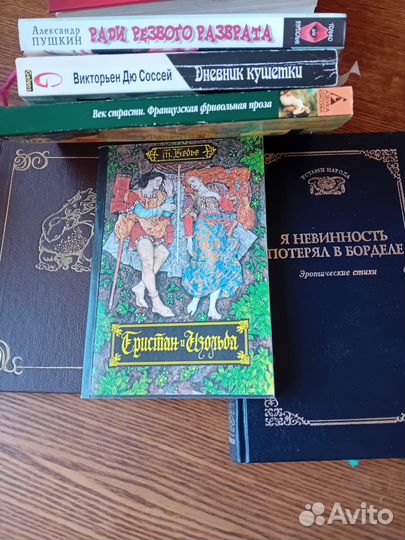 Александр
ПУШКИН
РАДИ РЕЗВОГО РАЗВРАТА
Викторьен Дю Соссей
Дневник кушетки
Век страсти. Французская фривольная проза
Ж. Бедье
Тристан и Изольда
УСТАМИ НАРОДА
Я НЕВИННОСТЬ
ПОТЕРЯЛ В БОРДЕЛЕ
Эротические стихи
Avito